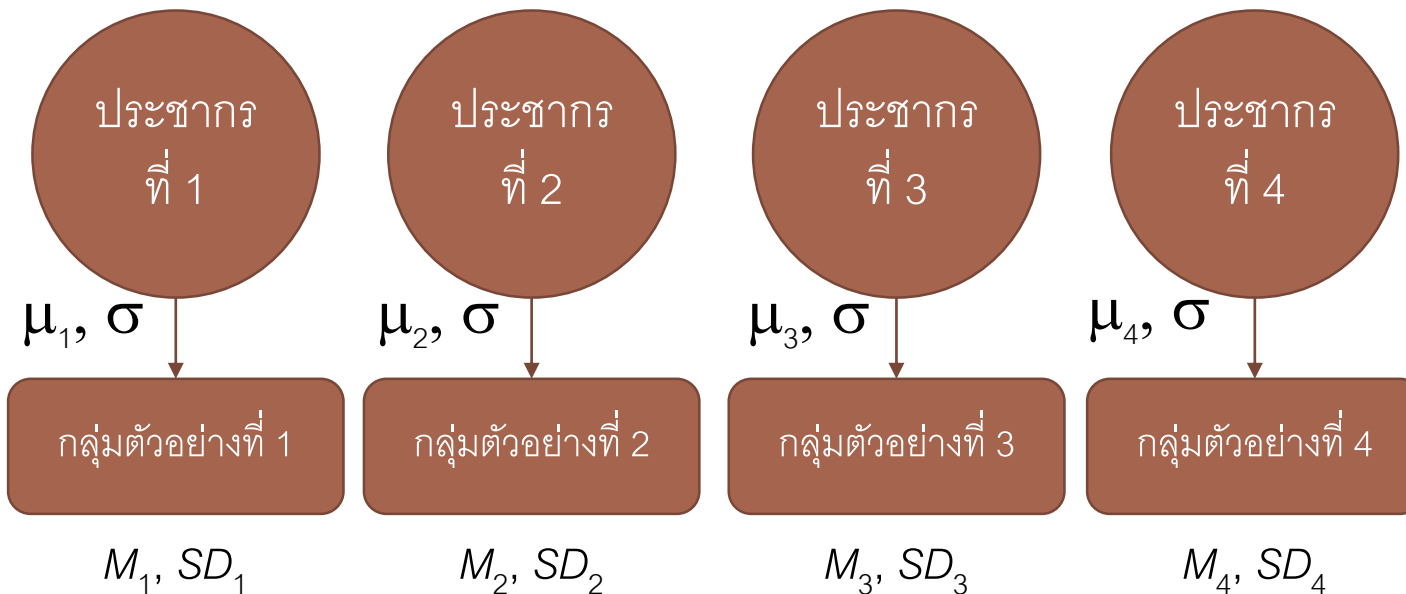 ประชากร
ที่ 1
ประชากร
ที่ 2
ประชากร
ที่ 3
ประชากร
ที่ 4
μ₁, σ
μ₂, σ
μ₃, σ
μ₄, σ
กลุ่มตัวอย่างที่ 1
กลุ่มตัวอย่างที่ 2
กลุ่มตัวอย่างที่ 3
กลุ่มตัวอย่างที่ 4
M₁, SD₁
M₂, SD₂
M₃, SD₃
M₄, SD₄